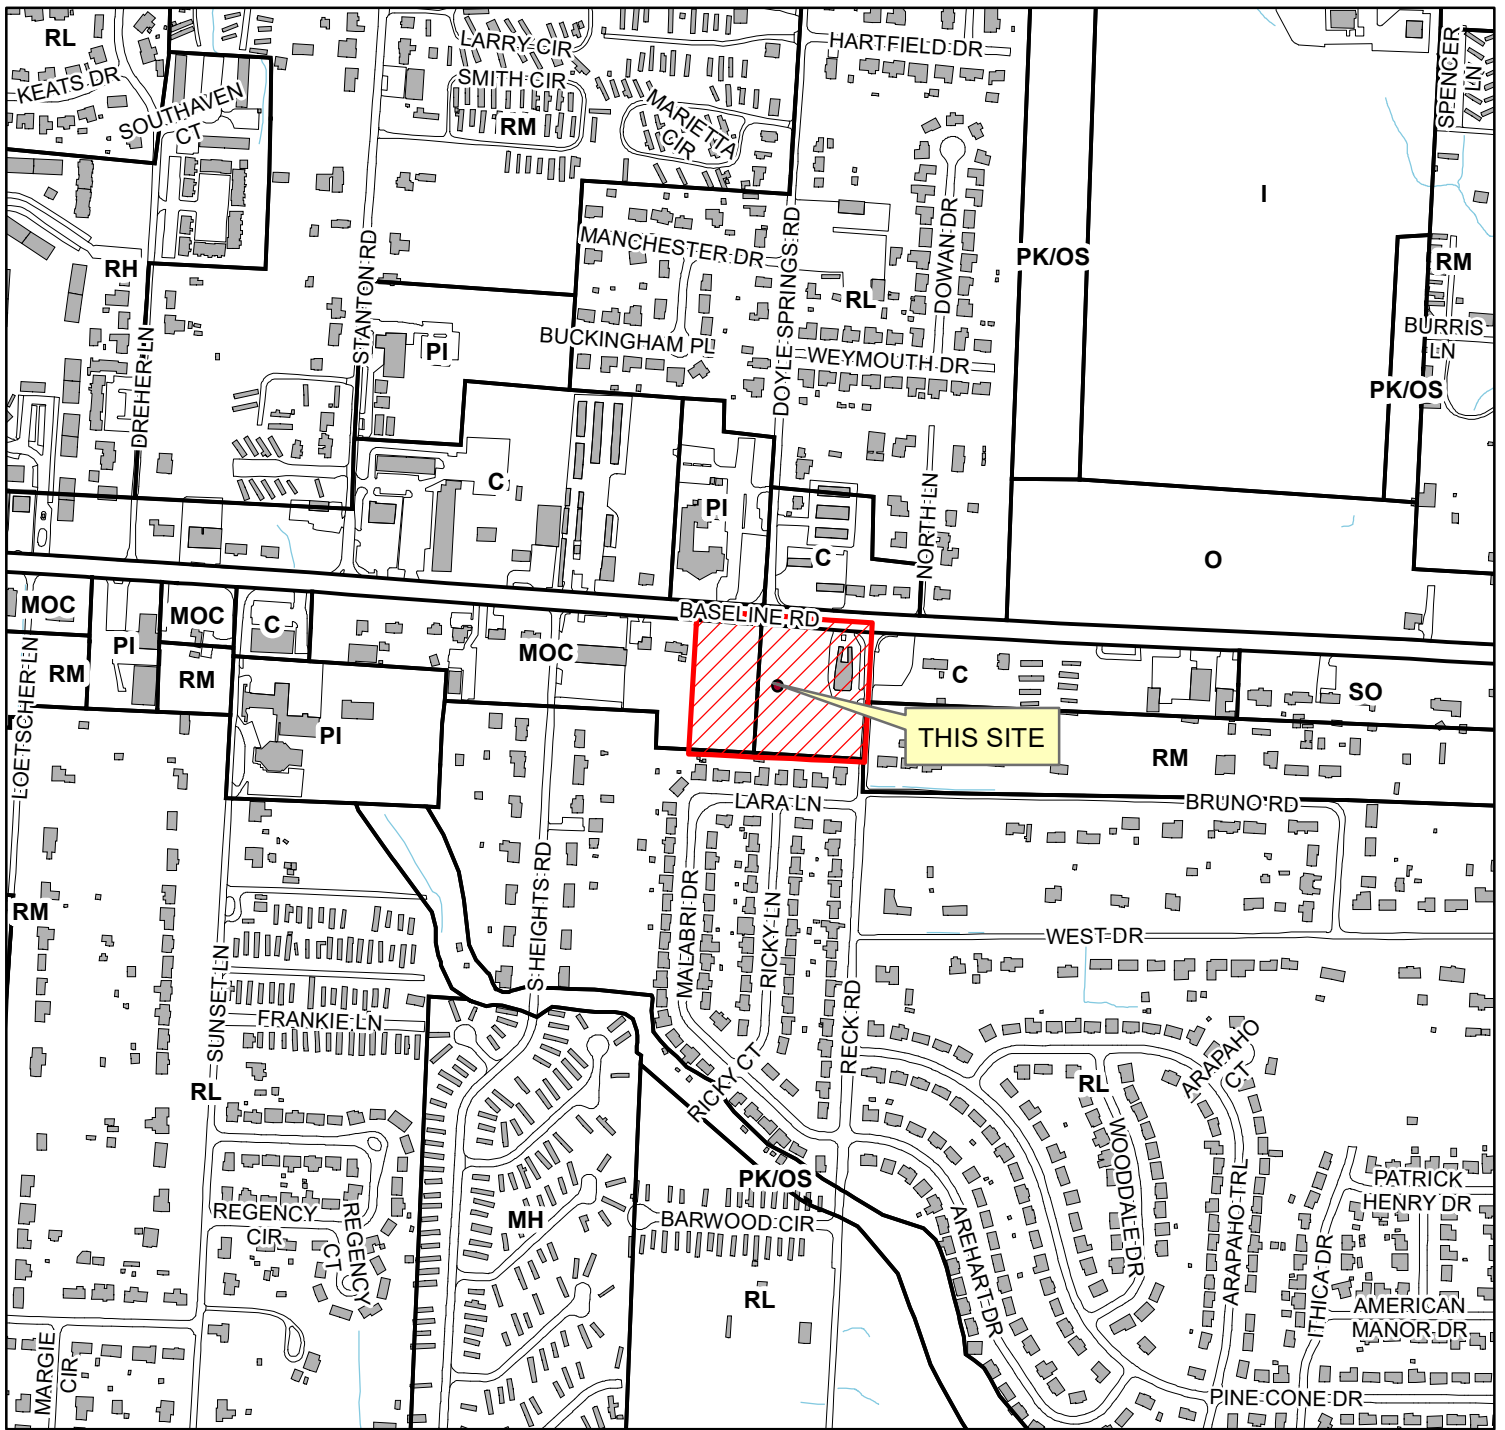 RL
KEATS DR
SOUTHAVEN
CT
LARRY CIR
SMITH CIR
RM
MARIETTA
CIR
HARTFIELD DR
SPENCER
LN
I
RH
STANTON RD
MANCHESTER DR
DOYLE SPRINGS RD
DOWAN DR
PK/OS
RM
RL
BURRIS
LN
DREHER LN
PI
BUCKINGHAM PL
WEYMOUTH DR
PK/OS
C
PI
NORTH LN
C
O
BASELINE RD
MOC
PI
MOC
C
MOC
LOETSCHER LN
RM
RM
C
SO
PI
THIS SITE
RM
LARA LN
BRUNO RD
S HEIGHTS RD
MALABRI DR
RICKY LN
RM
WEST DR
SUNSET LN
FRANKIE LN
RECK RD
RICKY CT
ARAPAHO
CT
RL
RL
WOODDALE DR
PK/OS
ARAPAHO TRL
PATRICK
HENRY DR
REGENCY
CIR
REGENCY
CT
MH
BARWOOD CIR
AREHART DR
ITHICA DR
RL
AMERICAN
MANOR DR
MARGIE
CIR
PINE CONE DR